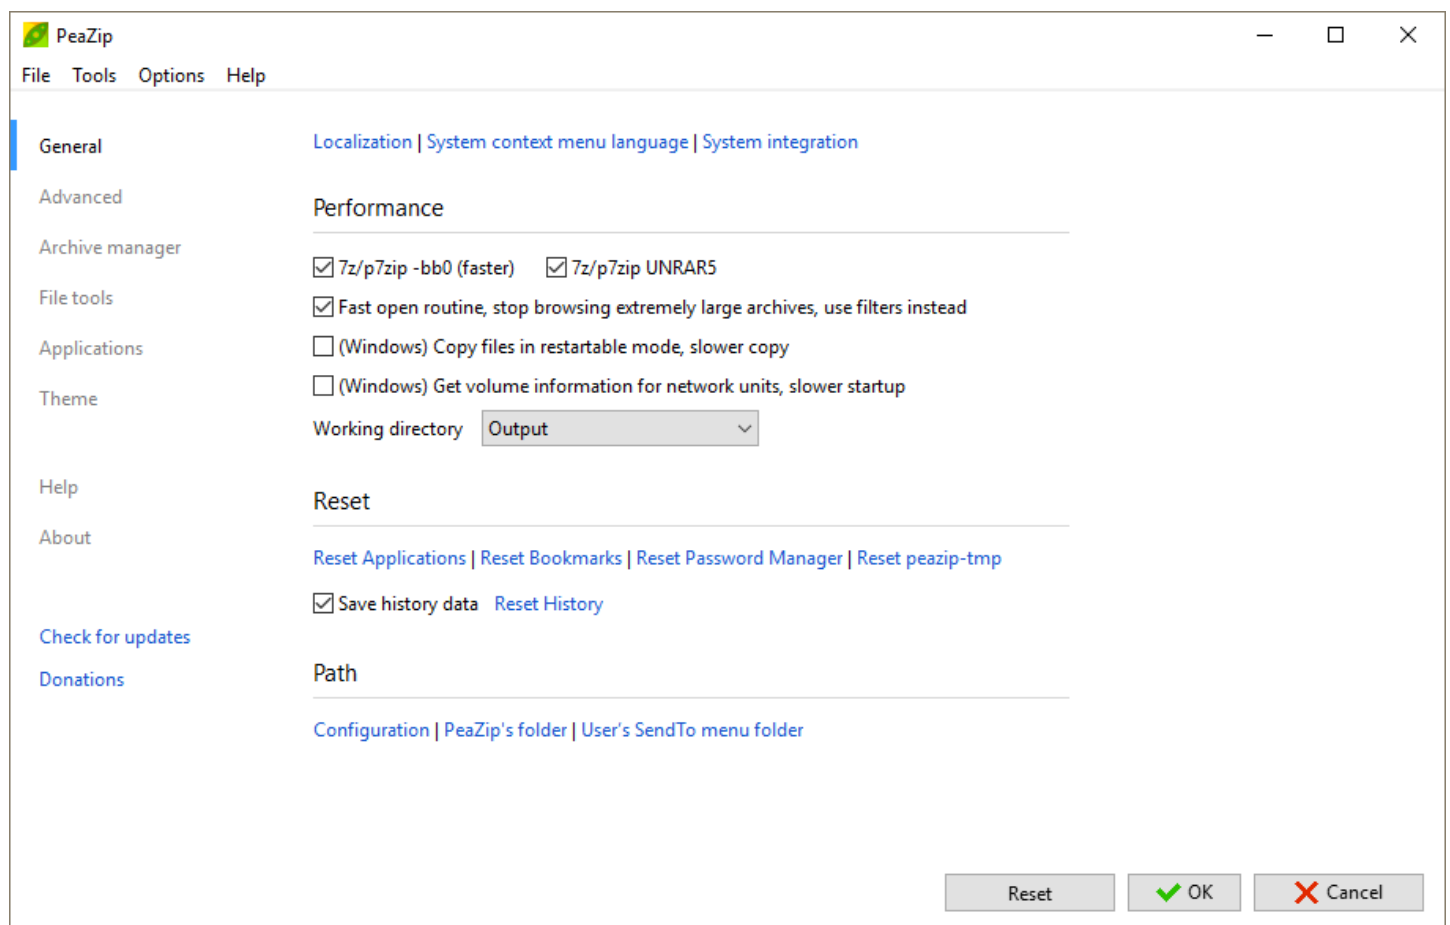 PeaZip
File Tools Options Help
General
Advanced
Archive manager
File tools
Applications
Theme
Help
About
Check for updates
Donations
Localization | System context menu language | System integration
Performance
7z/p7zip -bb0 (faster) 7z/p7zip UNRAR5
Fast open routine, stop browsing extremely large archives, use filters instead
(Windows) Copy files in restartable mode, slower copy
(Windows) Get volume information for network units, slower startup
Working directory Output
Reset
Reset Applications | Reset Bookmarks | Reset Password Manager | Reset peazip-tmp
Save history data Reset History
Path
Configuration | PeaZip's folder | User's SendTo menu folder
Reset OK Cancel